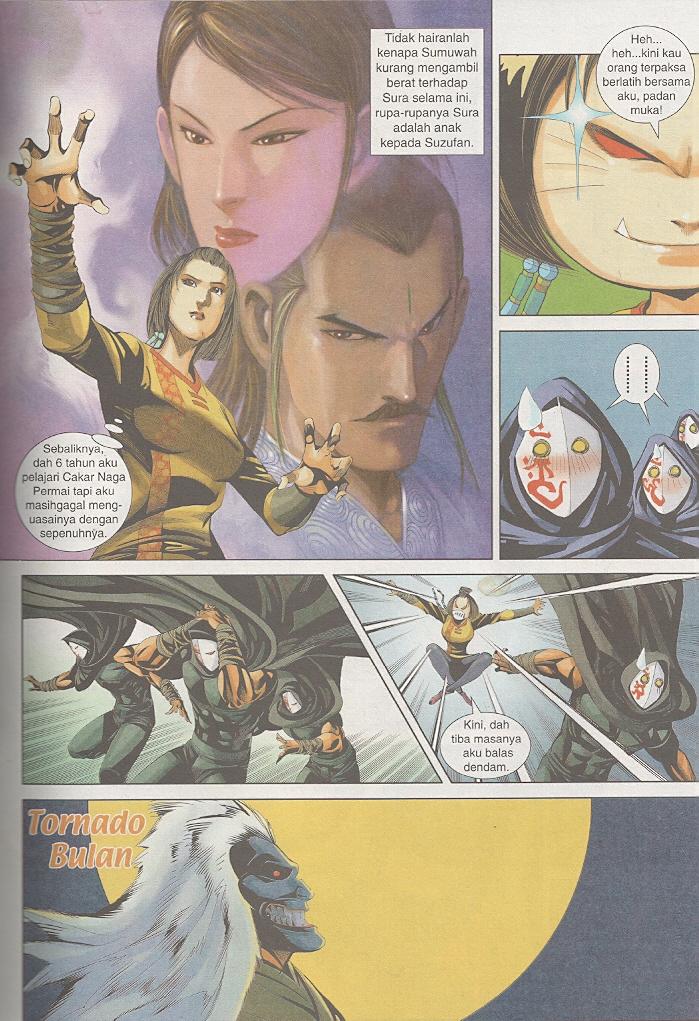 Tidak hairanlah
kenapa Sumuwah
kurang mengambil
berat terhadap
Sura selama ini,
rupa-rupanya Sura
adalah anak
kepada Suzufan.
Sebaliknya,
dah 6 tahun aku
pelajari Cakar Naga
Permai tapi aku
masihgagal meng-
uasainya dengan
sepenuhnya.
Heh...
heh...kini kau
orang terpaksa
berlatih bersama
aku, padan
muka!
Kini, dah
tiba masanya
aku balas
dendam.
Tornado
Bulan